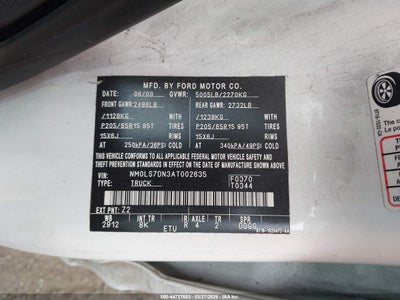 MFD. BY FORD MOTOR CO.
DATE: 06/09 GVWR: 5005LB/2270KG
FRONT GAWR: 2486LB REAR GAWR: 2732LB
/1128KG WITH /1239KG WITH
P205/65R15 95T TIRES P205/65R15 95T TIRES
15X6J RIMS 15X6J RIMS
AT 250kPA/36PSI COLD AT 340kPA/49PSI COLD
THIS VEHICLE CONFORMS TO ALL APPLICABLE FEDERAL MOTOR VEHICLE
SAFETY AND THEFT PREVENTION STANDARDS IN EFFECT ON THE DATE OF
MANUFACTURE SHOWN ABOVE.
VIN: NM0LS7DN3AT002835 F0370
TYPE: TRUCK T0344
EXT PNT: Z2
WB INT TR R AXLE SPR
2912 8K R 4 2 DDGG
ETU